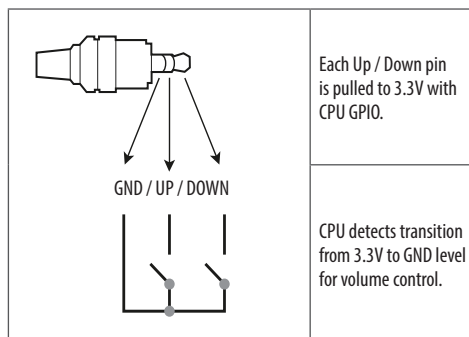 Each Up / Down pin
is pulled to 3.3V with
CPU GPIO.
GND / UP / DOWN
CPU detects transition
from 3.3V to GND level
for volume control.